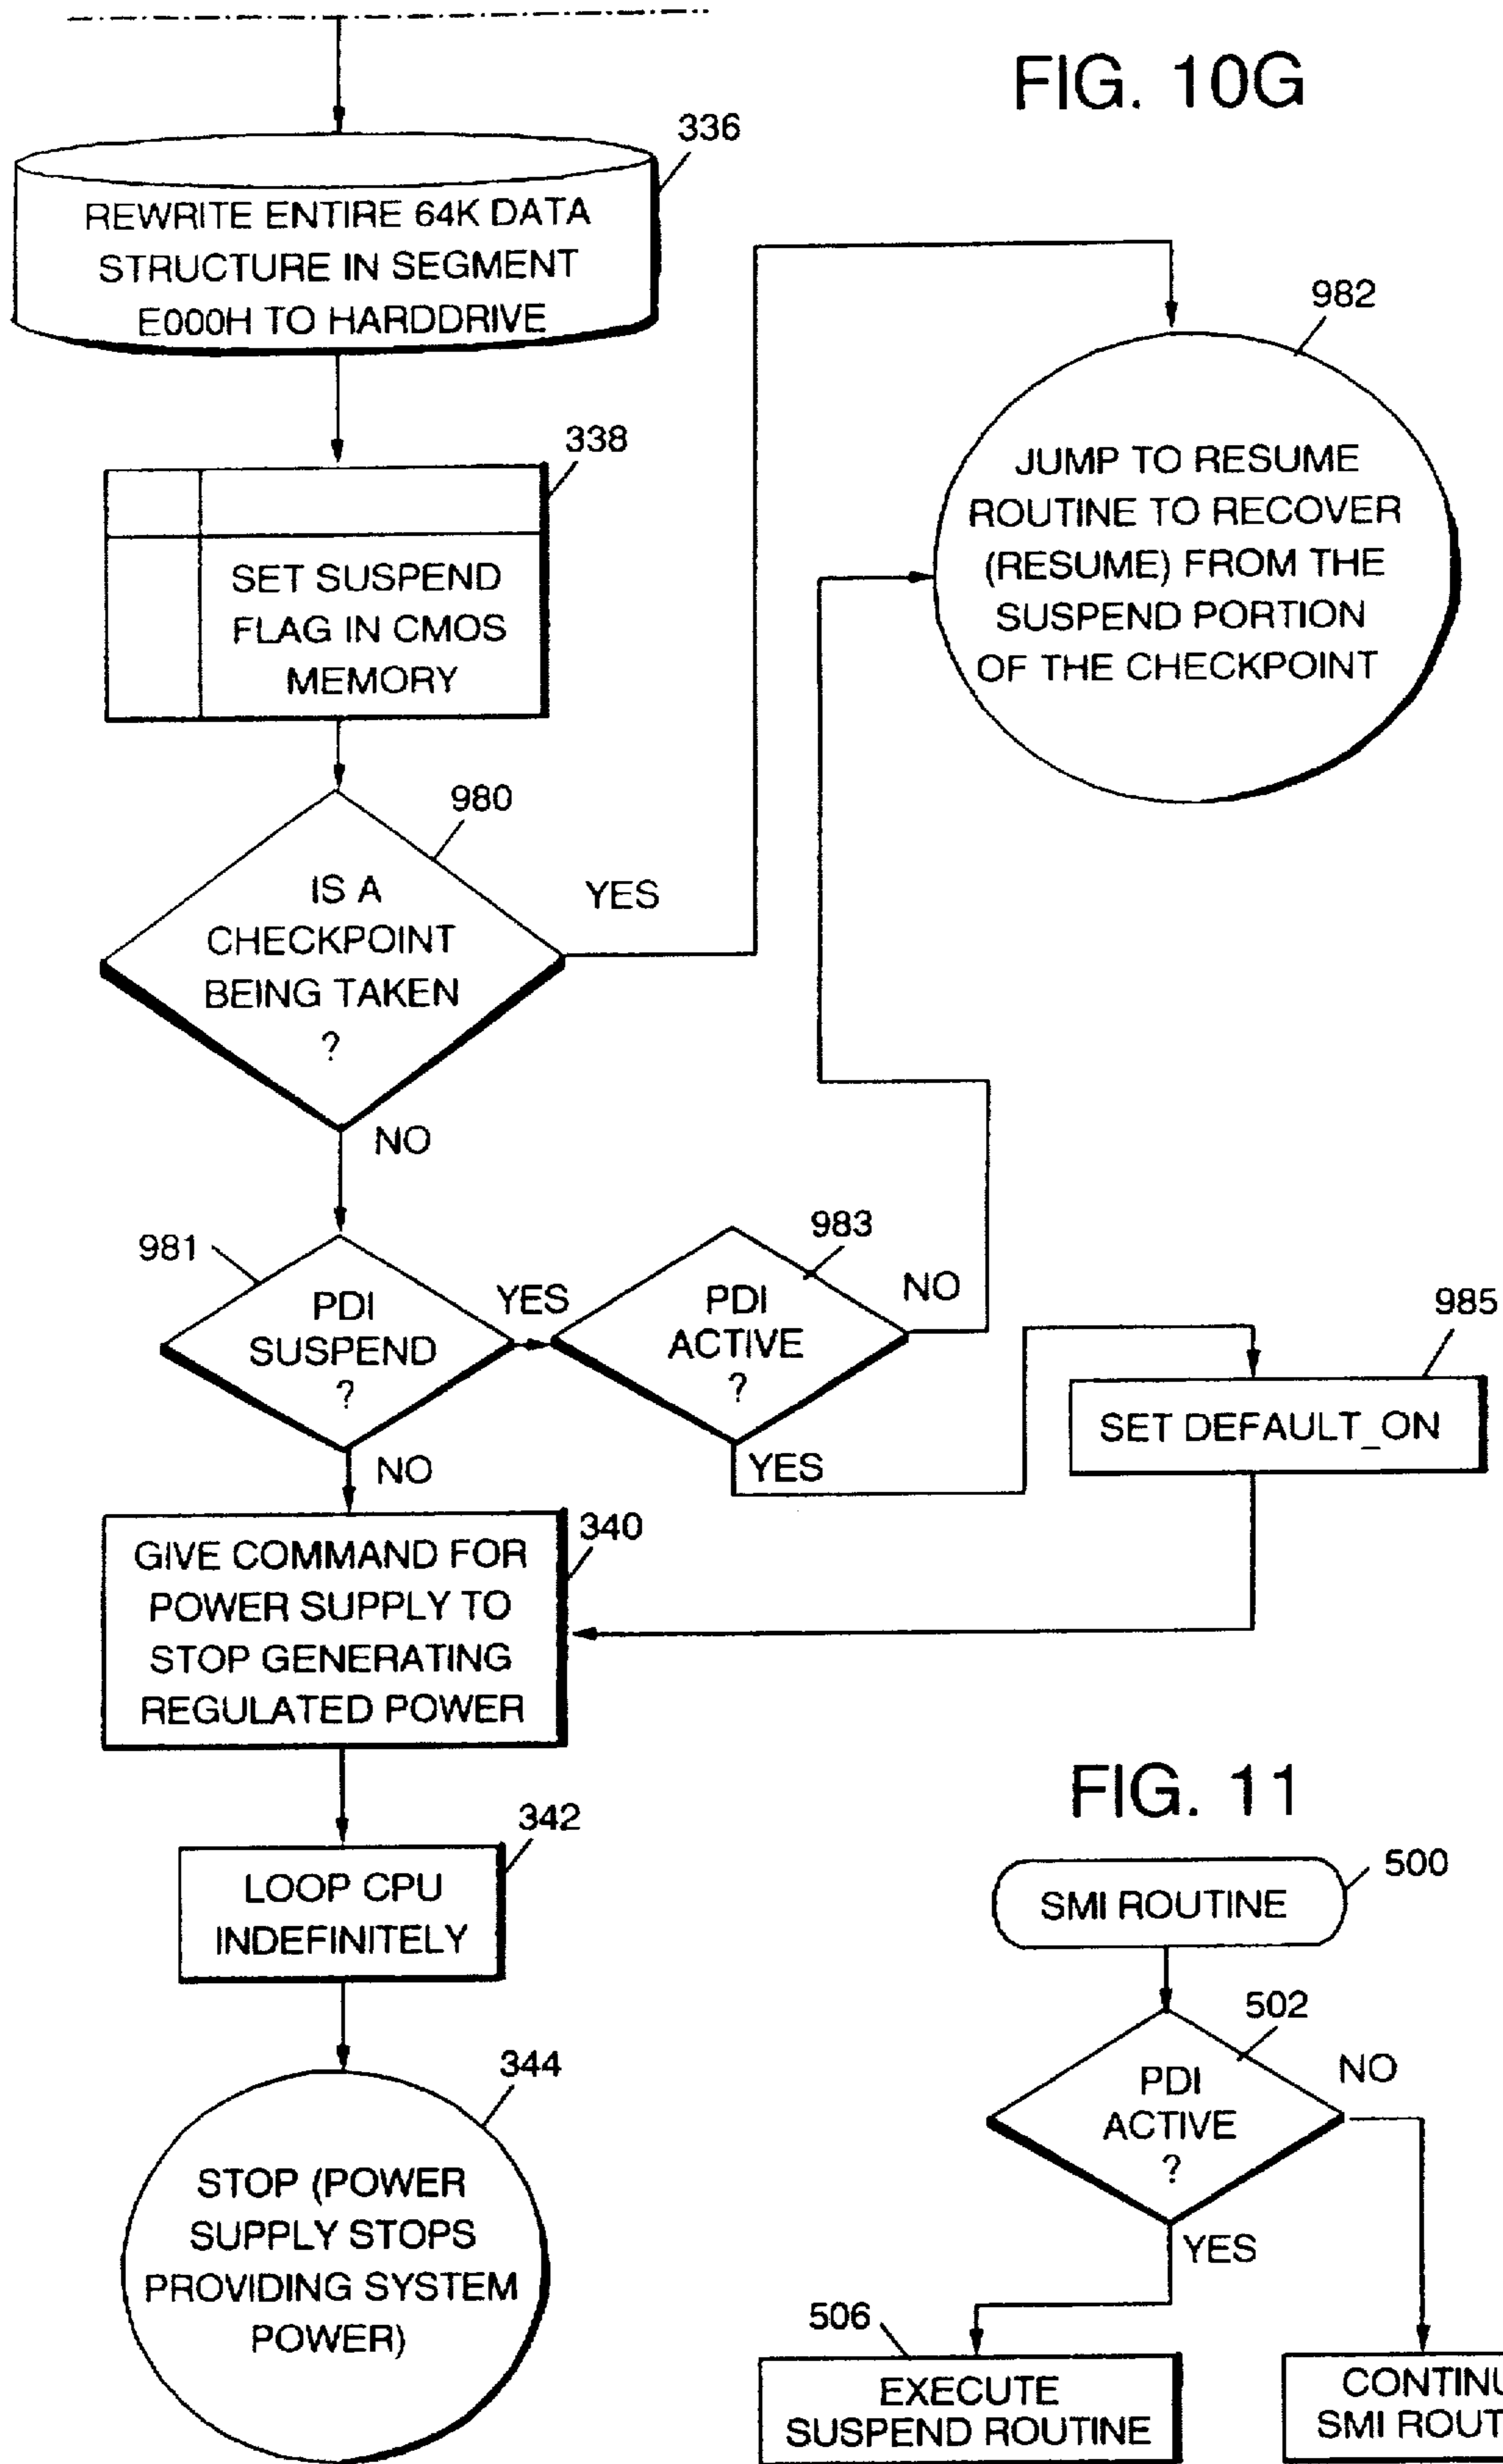 FIG. 10G
336
REWRITE ENTIRE 64K DATA
STRUCTURE IN SEGMENT
E000H TO HARDDRIVE
338
SET SUSPEND
FLAG IN CMOS
MEMORY
982
JUMP TO RESUME
ROUTINE TO RECOVER
(RESUME) FROM THE
SUSPEND PORTION
OF THE CHECKPOINT
980
IS A
CHECKPOINT
BEING TAKEN
?
YES
NO
981
PDI
SUSPEND
?
YES
NO
983
PDI
ACTIVE
?
NO
YES
985
SET DEFAULT_ON
340
GIVE COMMAND FOR
POWER SUPPLY TO
STOP GENERATING
REGULATED POWER
342
LOOP CPU
INDEFINITELY
344
STOP (POWER
SUPPLY STOPS
PROVIDING SYSTEM
POWER)
FIG. 11
500
SMI ROUTINE
502
PDI
ACTIVE
?
NO
YES
506
EXECUTE
SUSPEND ROUTINE
CONTINU
SMI ROUT